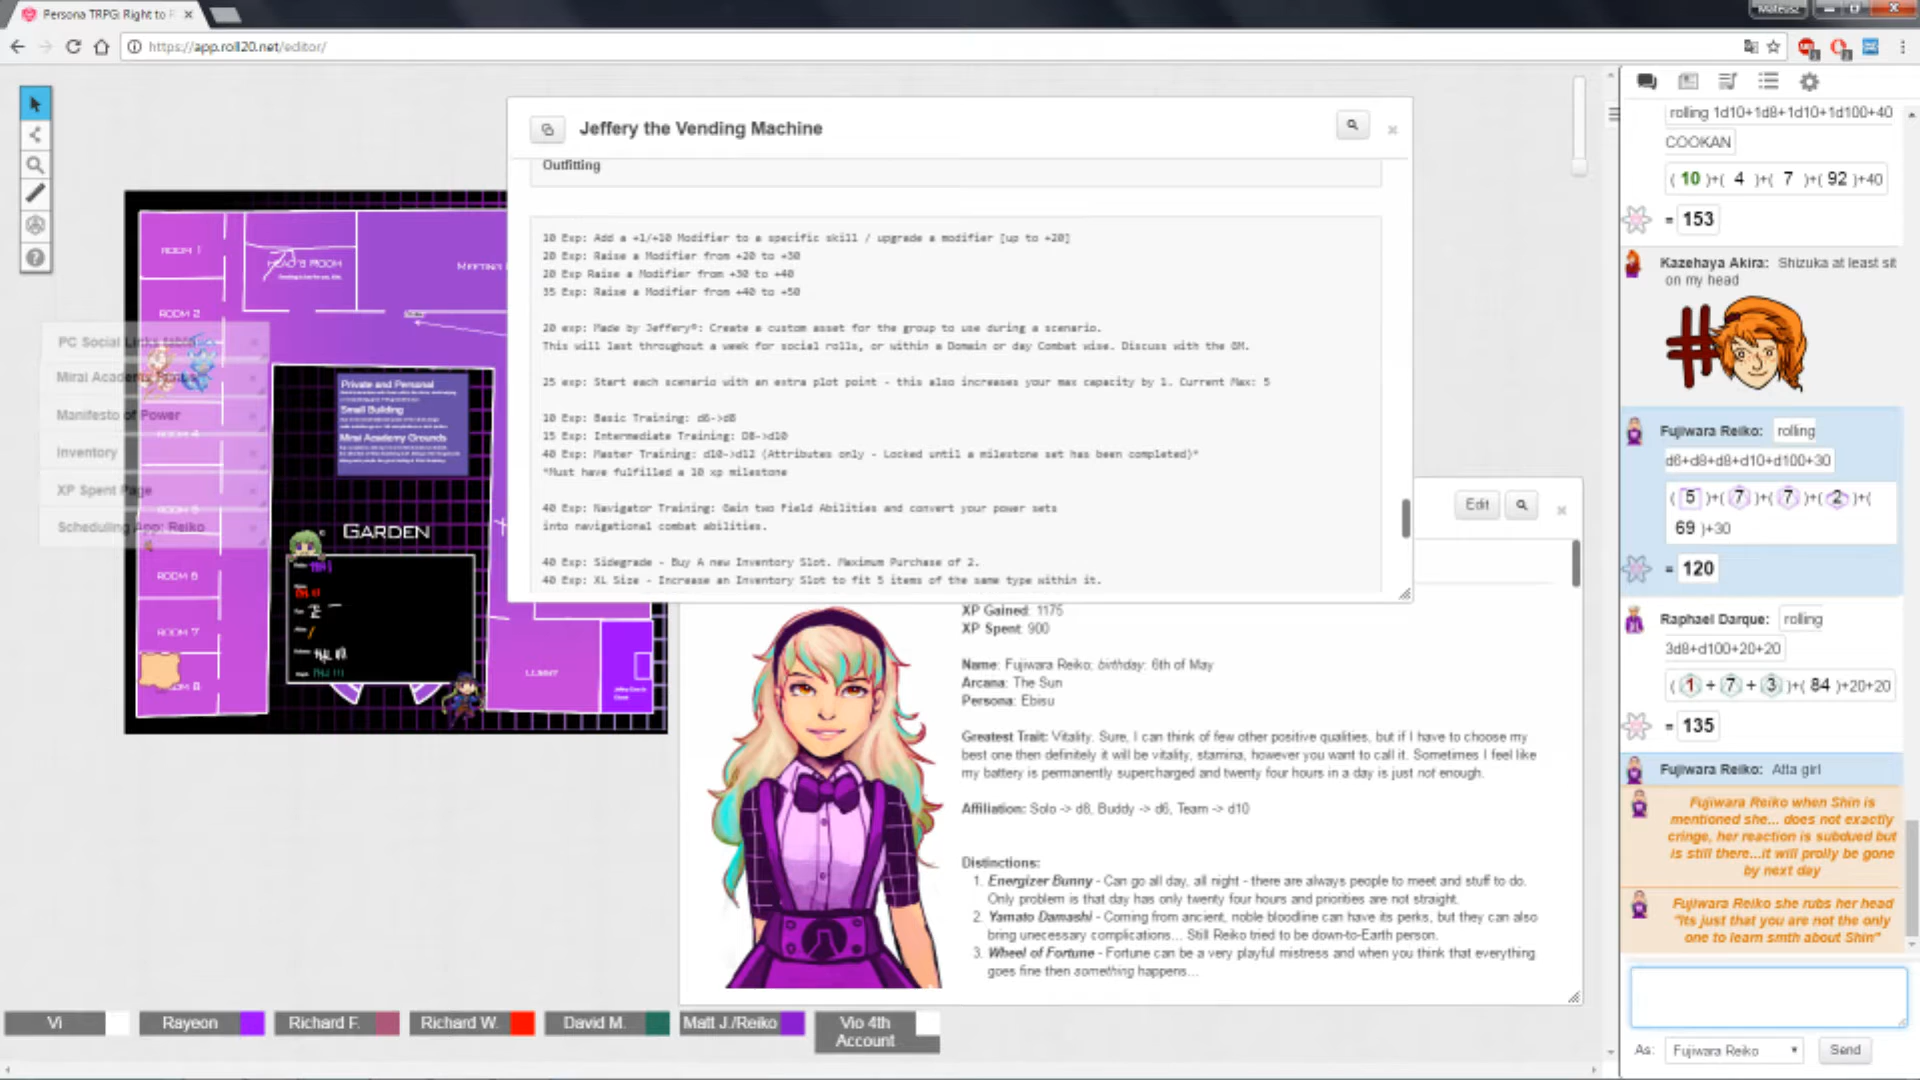 Persona TRPG: Right to
Mateusz
https://app.roll20.net/editor/
Jeffery the Vending Machine
Outfitting
10 Exp: Add a +1/+10 Modifier to a specific skill / upgrade a modifier [up to +20]
20 Exp: Raise a Modifier from +20 to +30
20 Exp Raise a Modifier from +30 to +40
35 Exp: Raise a Modifier from +40 to +50
20 exp: Made by Jeffery®: Create a custom asset for the group to use during a scenario.
This will last throughout a week for social rolls, or within a Domain or day Combat wise. Discuss with the GM.
25 exp: Start each scenario with an extra plot point - this also increases your max capacity by 1. Current Max: 5
10 Exp: Basic Training: d6->d8
15 Exp: Intermediate Training: D8->d10
40 Exp: Master Training: d10->d12 (Attributes only - Locked until a milestone set has been completed)*
*Must have fulfilled a 10 xp milestone
40 Exp: Navigator Training: Gain two Field Abilities and convert your power sets
into navigational combat abilities.
40 Exp: Sidegrade - Buy A new Inventory Slot. Maximum Purchase of 2.
40 Exp: XL Size - Increase an Inventory Slot to fit 5 items of the same type within it.
ROOM 1
HEAD'S ROOM
ROOM 2
PC Social Links
Mirai Academy
Manifesto of Power
Inventory
XP Spent Page
Scheduling App: Reiko
Private and Personal
Small Building
Mirai Academy Grounds
GARDEN
ROOM 6
ROOM 7
Edit
XP Gained: 1175
XP Spent: 900
Name: Fujiwara Reiko; birthday: 6th of May
Arcana: The Sun
Persona: Ebisu
Greatest Trait: Vitality. Sure, I can think of few other positive qualities, but if I have to choose my
best one then definitely it will be vitality, stamina, however you want to call it. Sometimes I feel like
my battery is permanently supercharged and twenty four hours in a day is just not enough.
Affiliation: Solo -> d8, Buddy -> d6, Team -> d10
Distinctions:
1. Energizer Bunny - Can go all day, all night - there are always people to meet and stuff to do.
Only problem is that day has only twenty four hours and priorities are not straight.
2. Yamato Damashi - Coming from ancient, noble bloodline can have its perks, but they can also
bring unnecessary complications... Still Reiko tried to be down-to-Earth person.
3. Wheel of Fortune - Fortune can be a very playful mistress and when you think that everything
goes fine then something happens...
Vi
Rayeon
Richard F.
Richard W.
David M.
Matt J./Reiko
Vio 4th
Account
rolling 1d10+1d8+1d10+1d100+40
COOKAN
( 10 )+( 4 )+( 7 )+( 92 )+40
= 153
Kazehaya Akira: Shizuka at least sit
on my head
Fujiwara Reiko: rolling
d6+d8+d8+d10+d100+30
( 5 )+( 7 )+( 7 )+( 2 )+(
69 )+30
= 120
Raphael Darque: rolling
3d8+d100+20+20
( 1 + 7 + 3 )+( 84 )+20+20
= 135
Fujiwara Reiko: Atta girl
Fujiwara Reiko when Shin is
mentioned she... does not exactly
cringe, her reaction is subdued but
is still there...it will prolly be gone
by next day
Fujiwara Reiko she rubs her head
"Its just that you are not the only
one to learn smth about Shin"
As: Fujiwara Reiko
Send